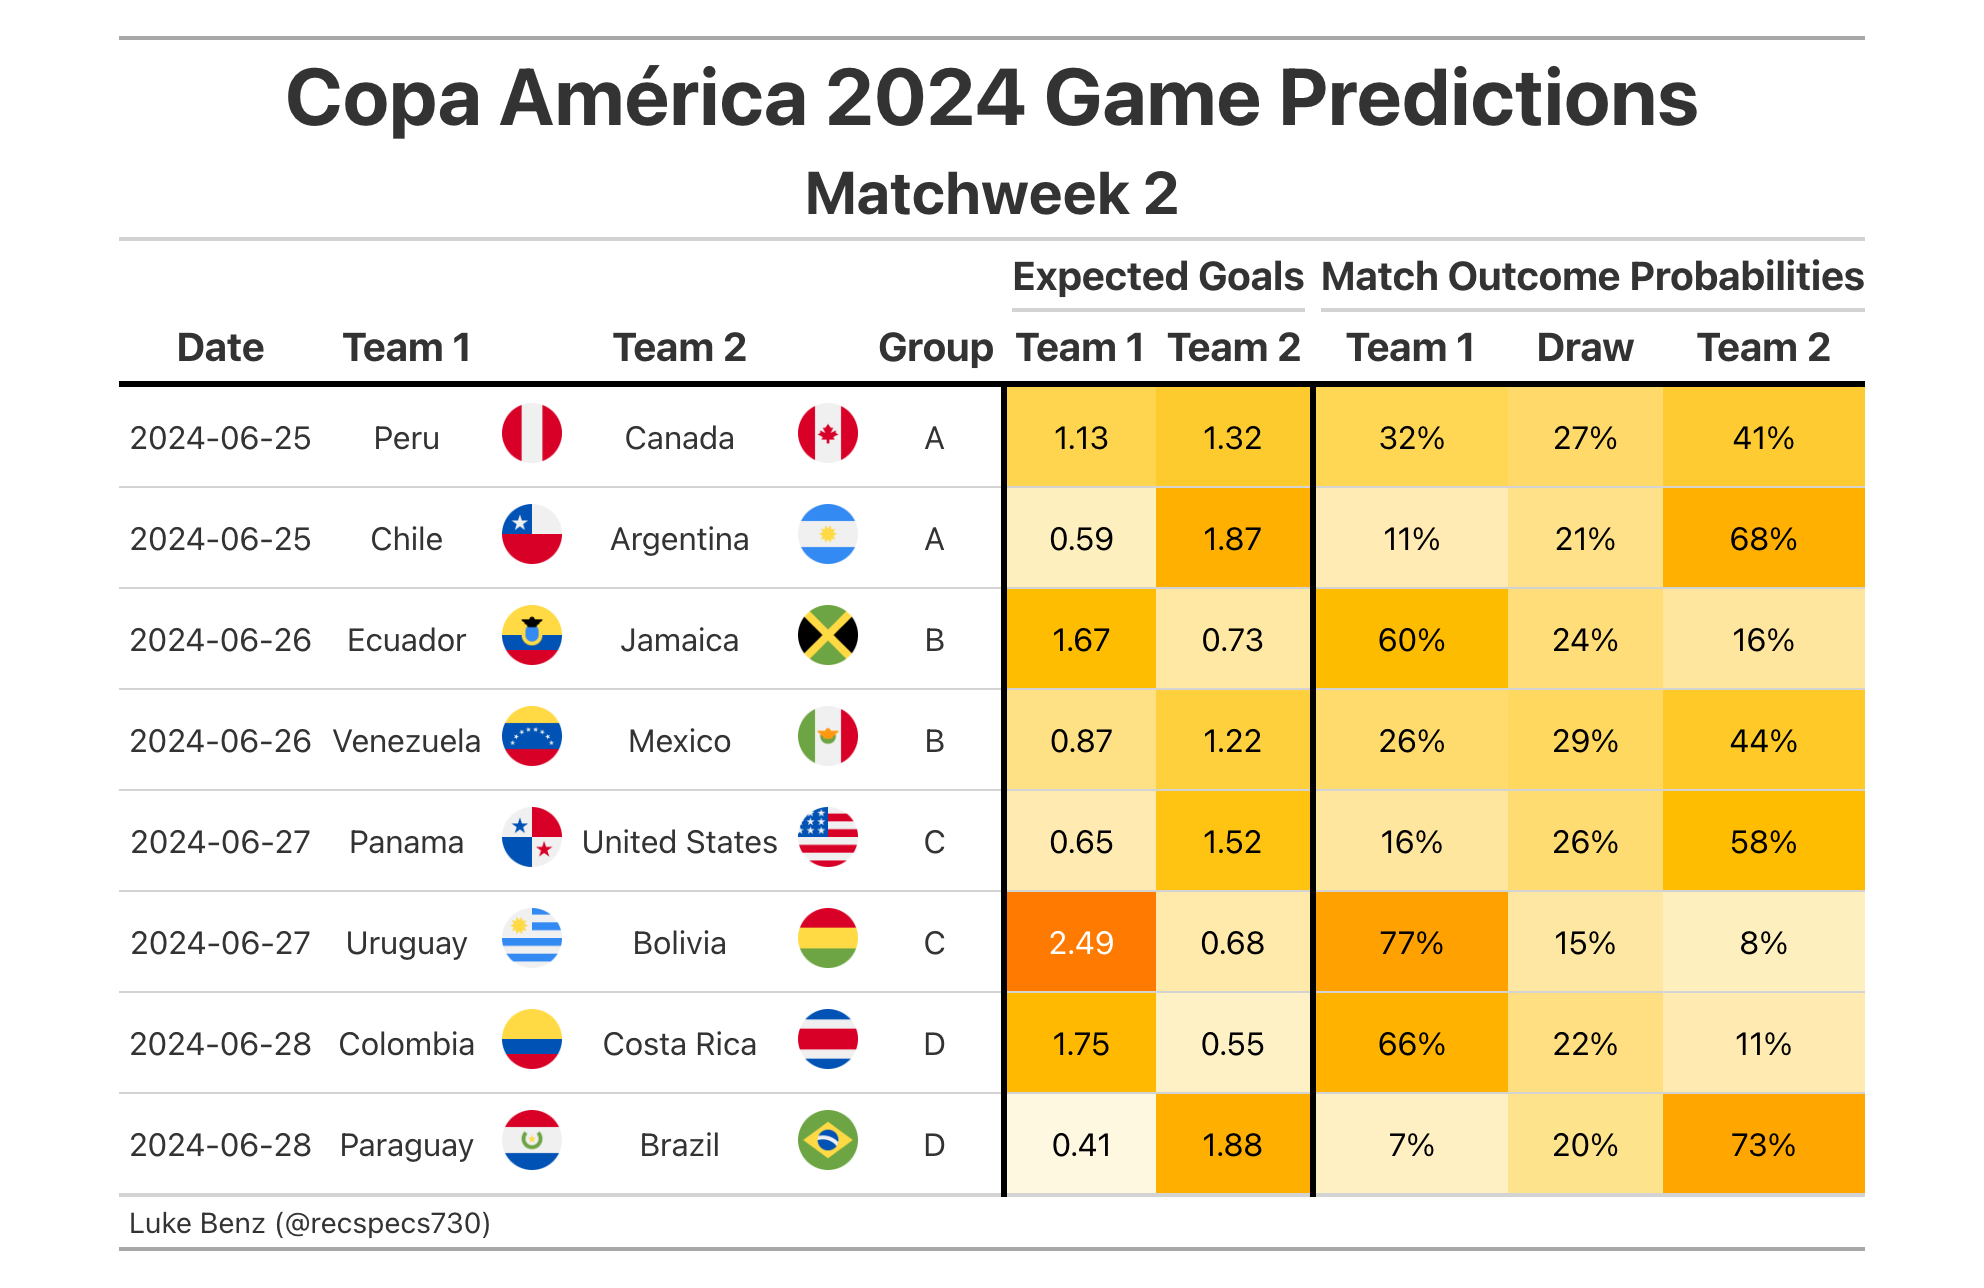 Copa América 2024 Game Predictions
Matchweek 2
Expected Goals Match Outcome Probabilities
Date Team 1 Team 2 Group Team 1 Team 2 Team 1 Draw Team 2
2024-06-25 Peru Canada A 1.13 1.32 32% 27% 41%
2024-06-25 Chile Argentina A 0.59 1.87 11% 21% 68%
2024-06-26 Ecuador Jamaica B 1.67 0.73 60% 24% 16%
2024-06-26 Venezuela Mexico B 0.87 1.22 26% 29% 44%
2024-06-27 Panama United States C 0.65 1.52 16% 26% 58%
2024-06-27 Uruguay Bolivia C 2.49 0.68 77% 15% 8%
2024-06-28 Colombia Costa Rica D 1.75 0.55 66% 22% 11%
2024-06-28 Paraguay Brazil D 0.41 1.88 7% 20% 73%
Luke Benz (@recspecs730)